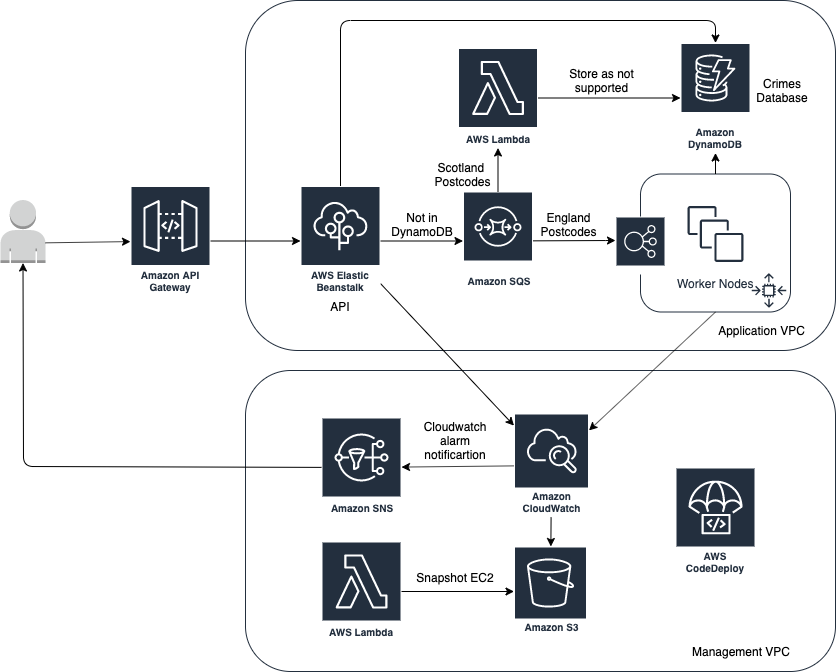 Store as not
supported
Crimes
Database
AWS Lambda
Amazon
DynamoDB
Scotland
Postcodes
Not in
DynamoDB
England
Postcodes
Amazon API
Gateway
AWS Elastic
Beanstalk
API
Amazon SQS
Worker Nodes
Application VPC
Cloudwatch
alarm
notificartion
Amazon SNS
Amazon
CloudWatch
AWS
CodeDeploy
Snapshot EC2
AWS Lambda
Amazon S3
Management VPC